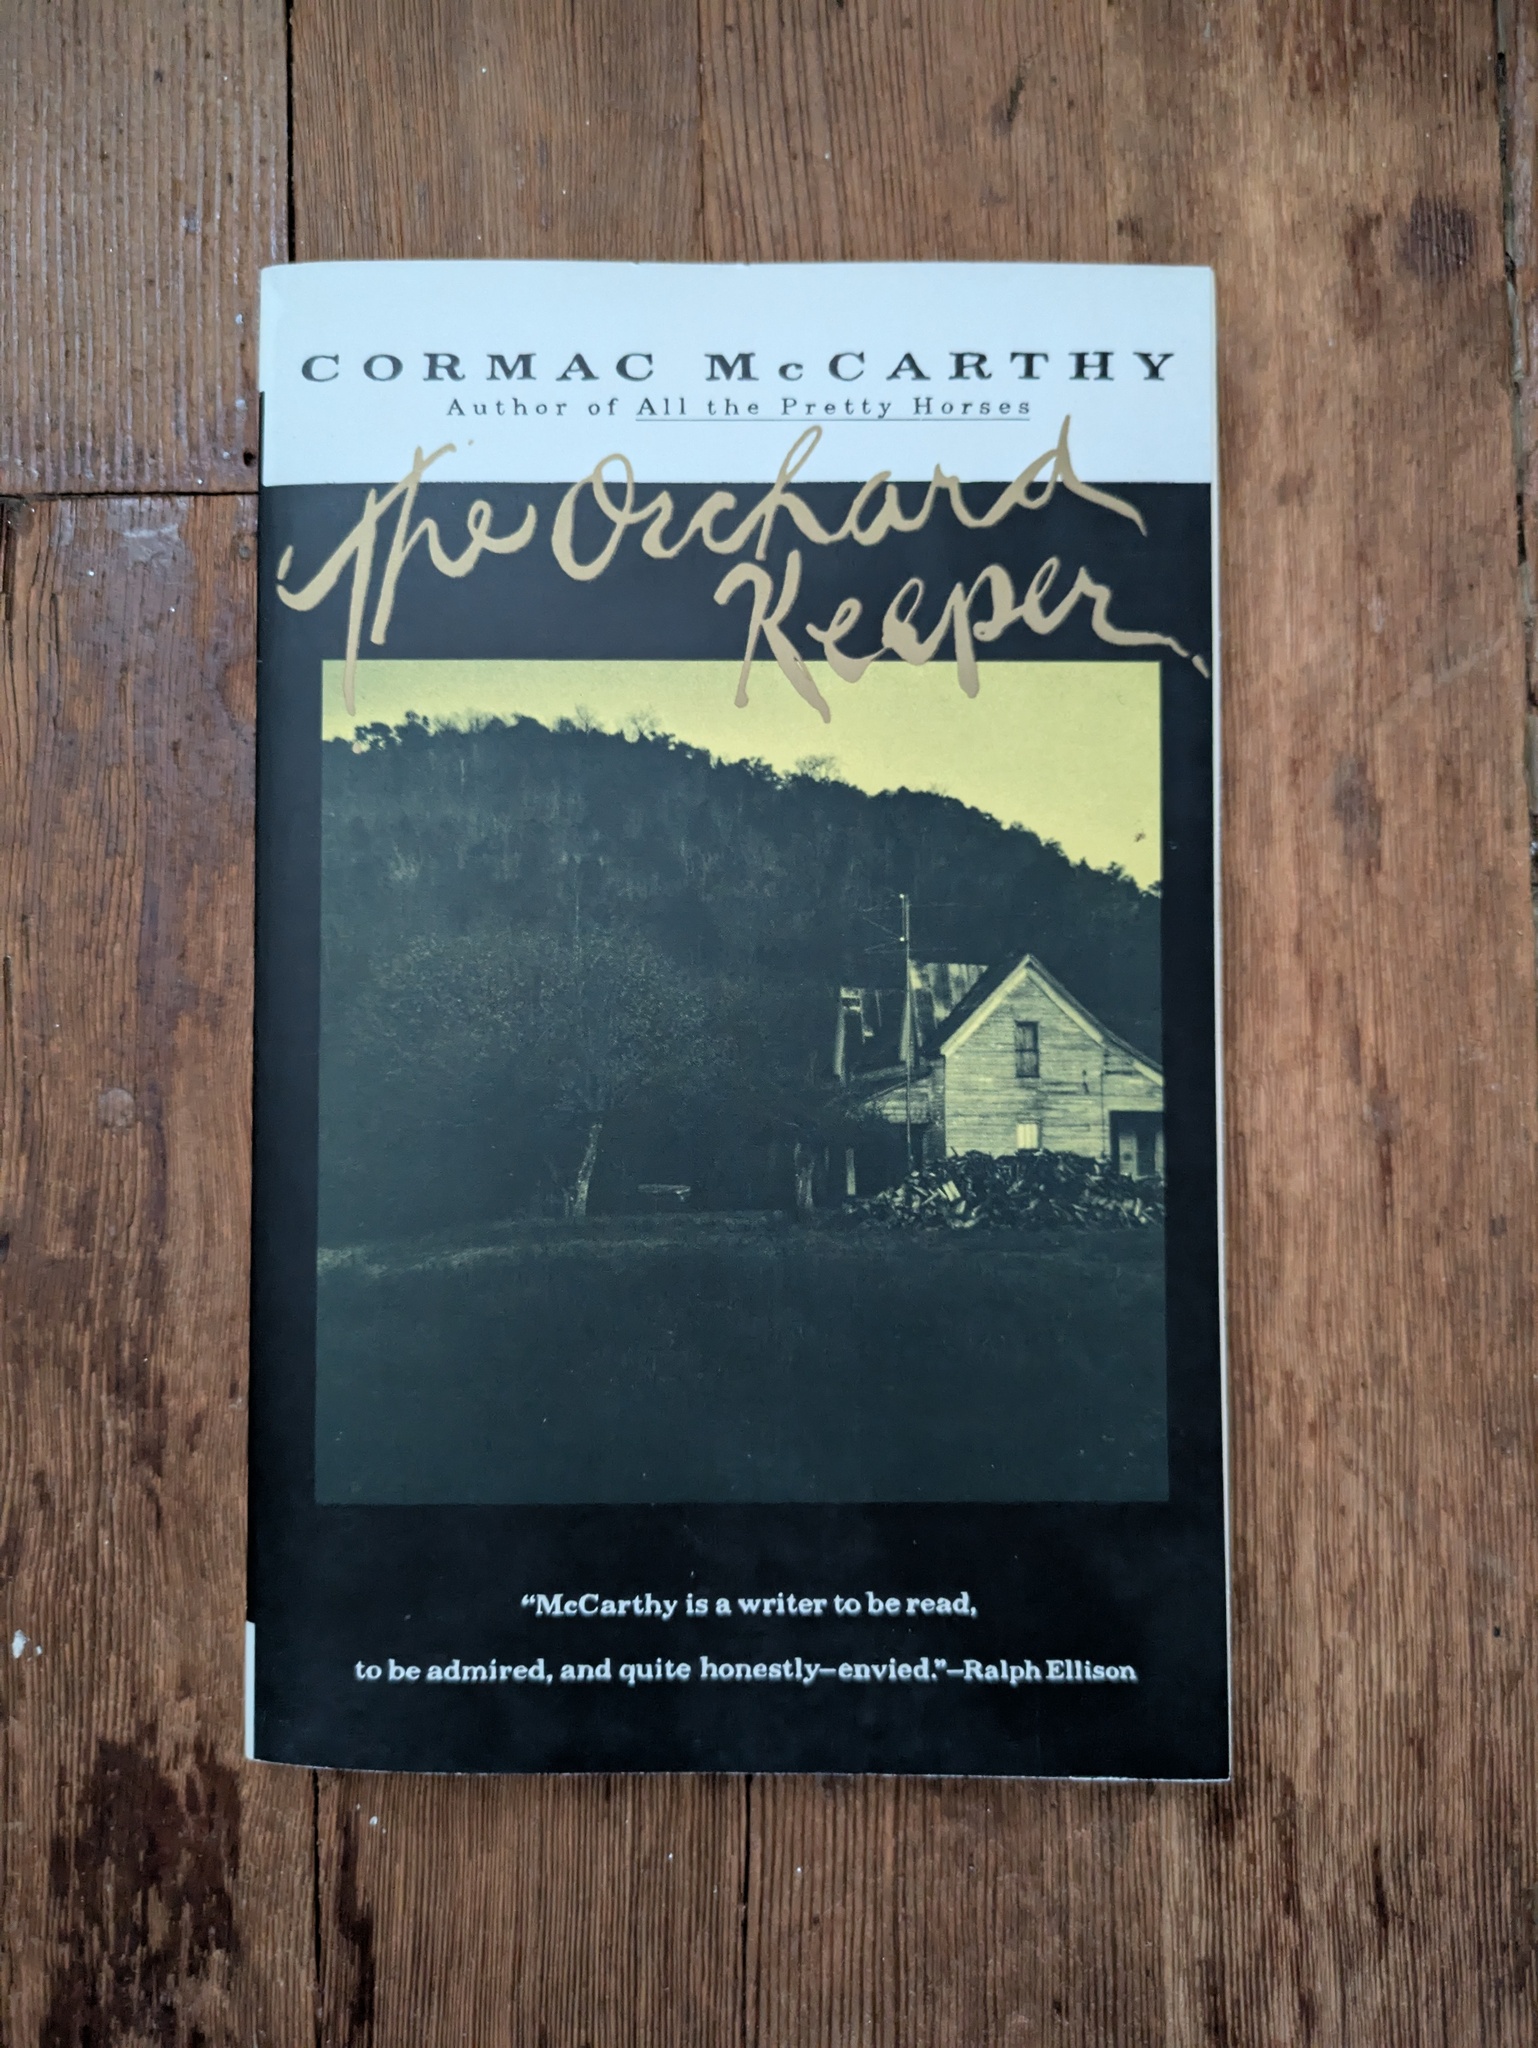 CORMAC McCARTHY
Author of All the Pretty Horses
The Orchard
Keeper
“McCarthy is a writer to be read,
to be admired, and quite honestly—envied.”—Ralph Ellison